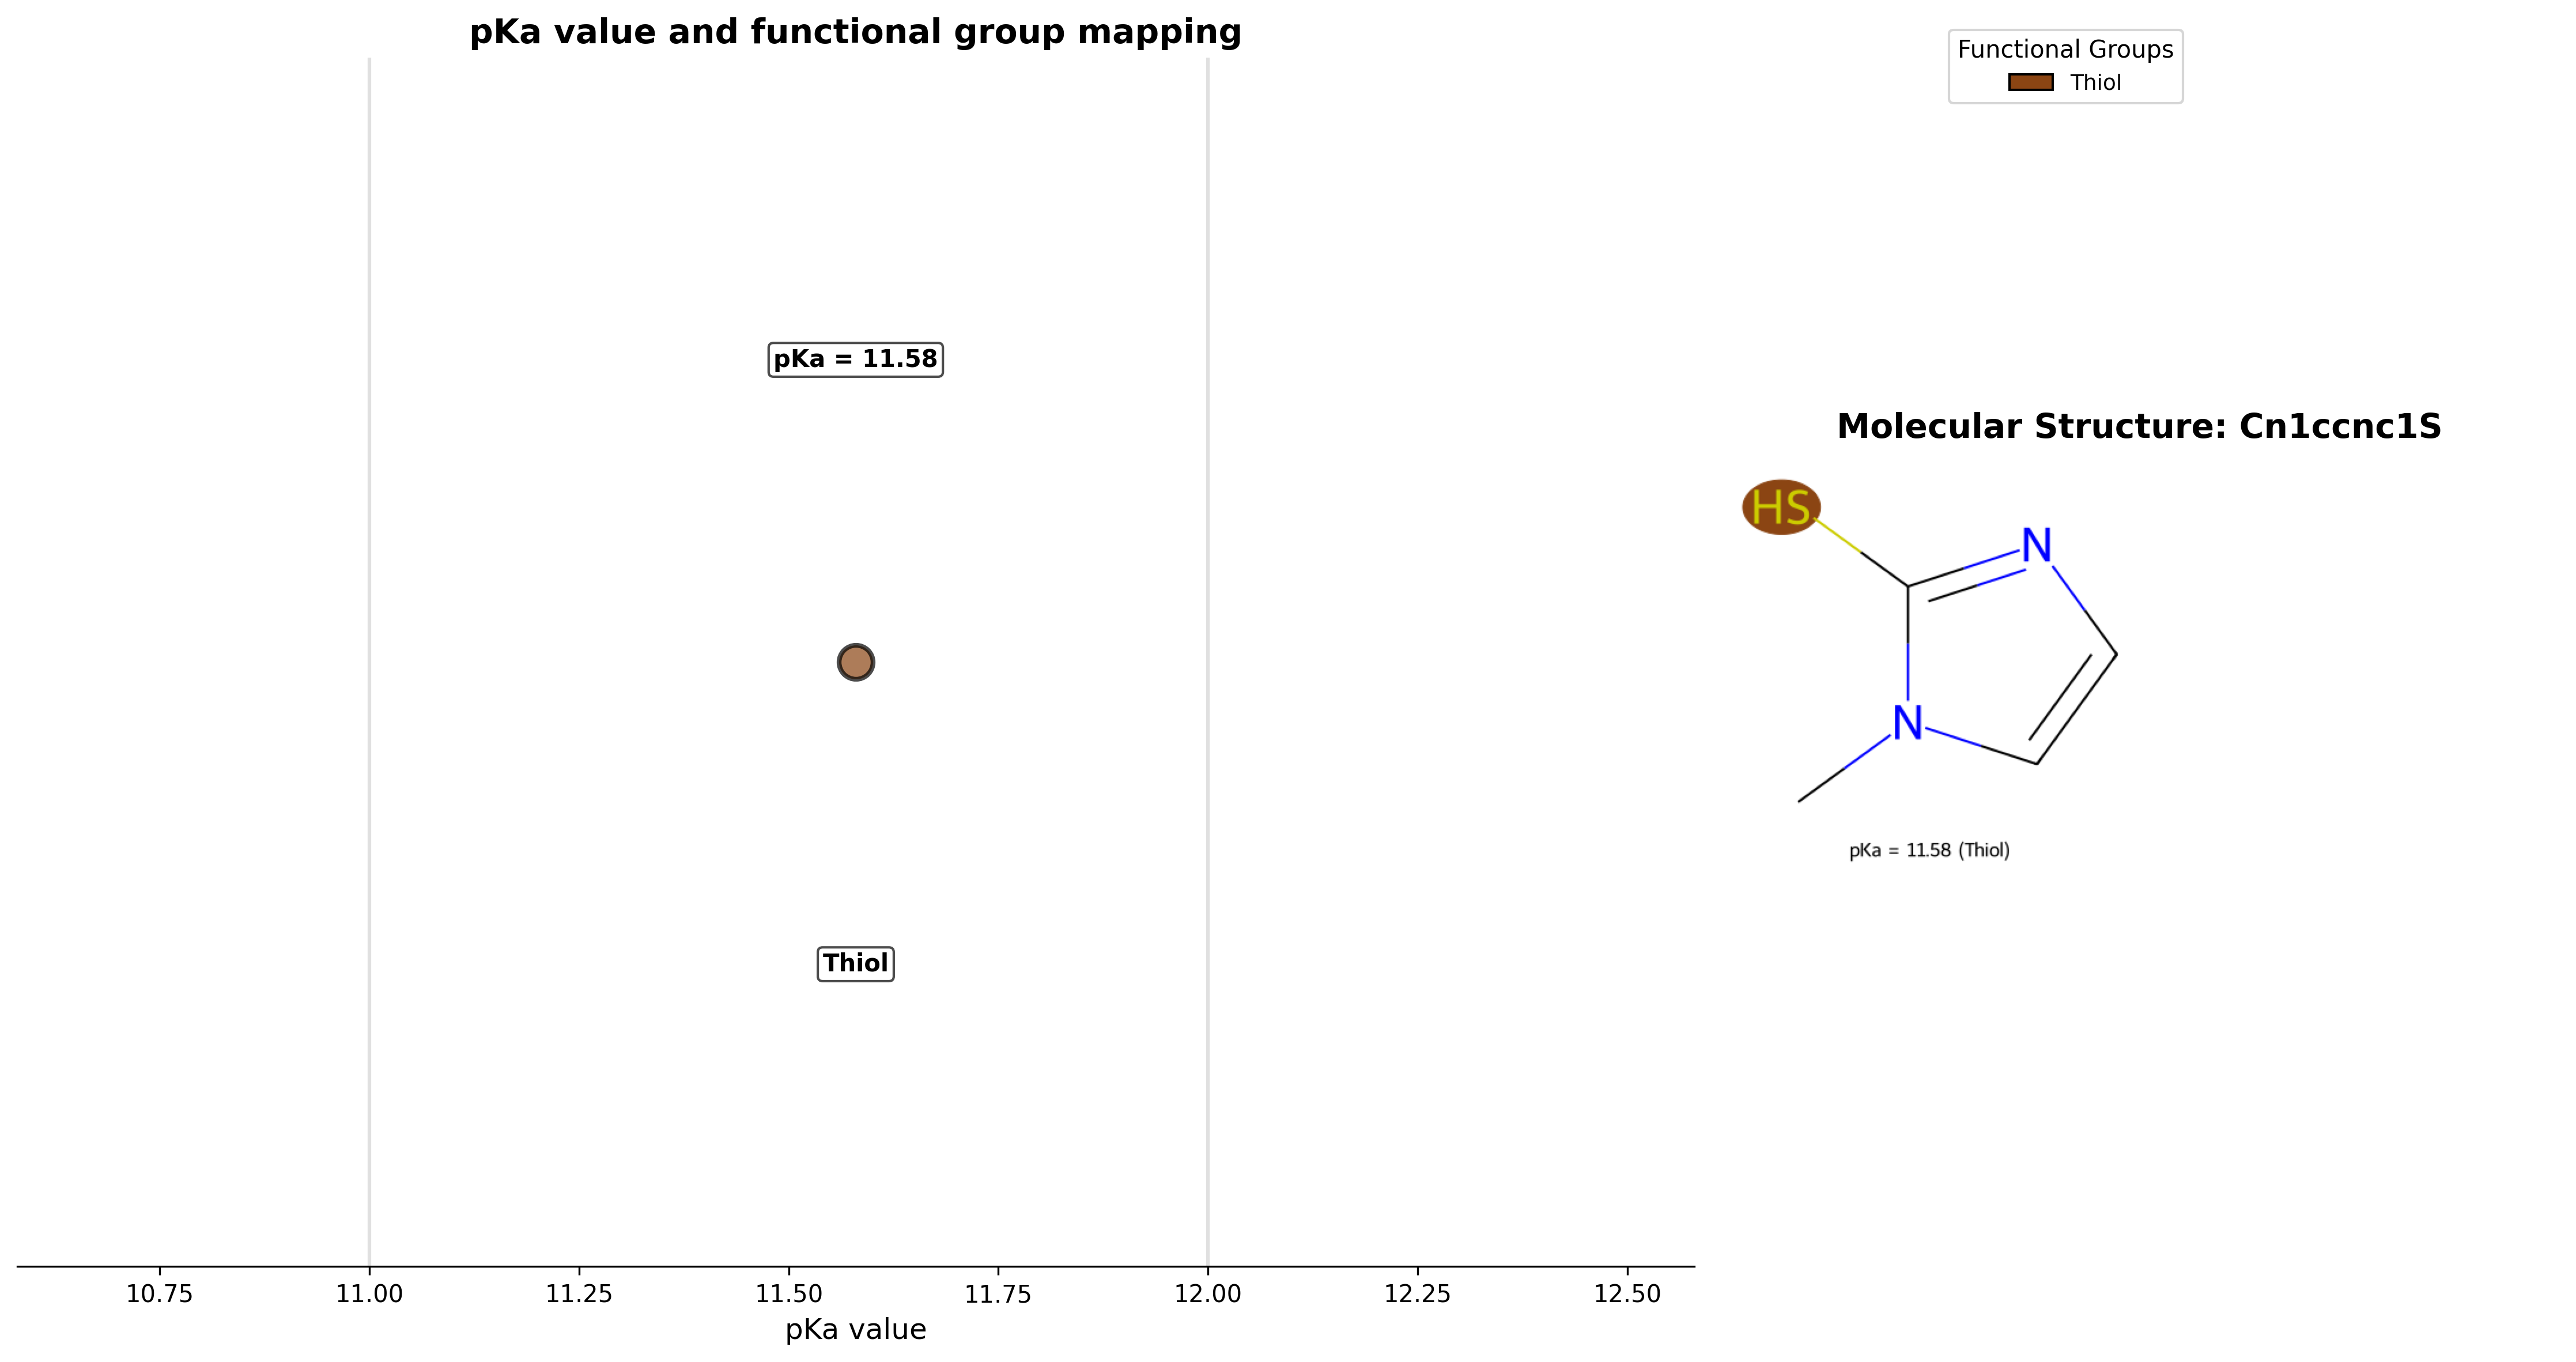 pKa value and functional group mapping
pKa = 11.58
Thiol
10.75 11.00 11.25 11.50 11.75 12.00 12.25 12.50
pKa value
Functional Groups
Thiol
Molecular Structure: Cn1ccnc1S
HS
N
N
pKa = 11.58 (Thiol)